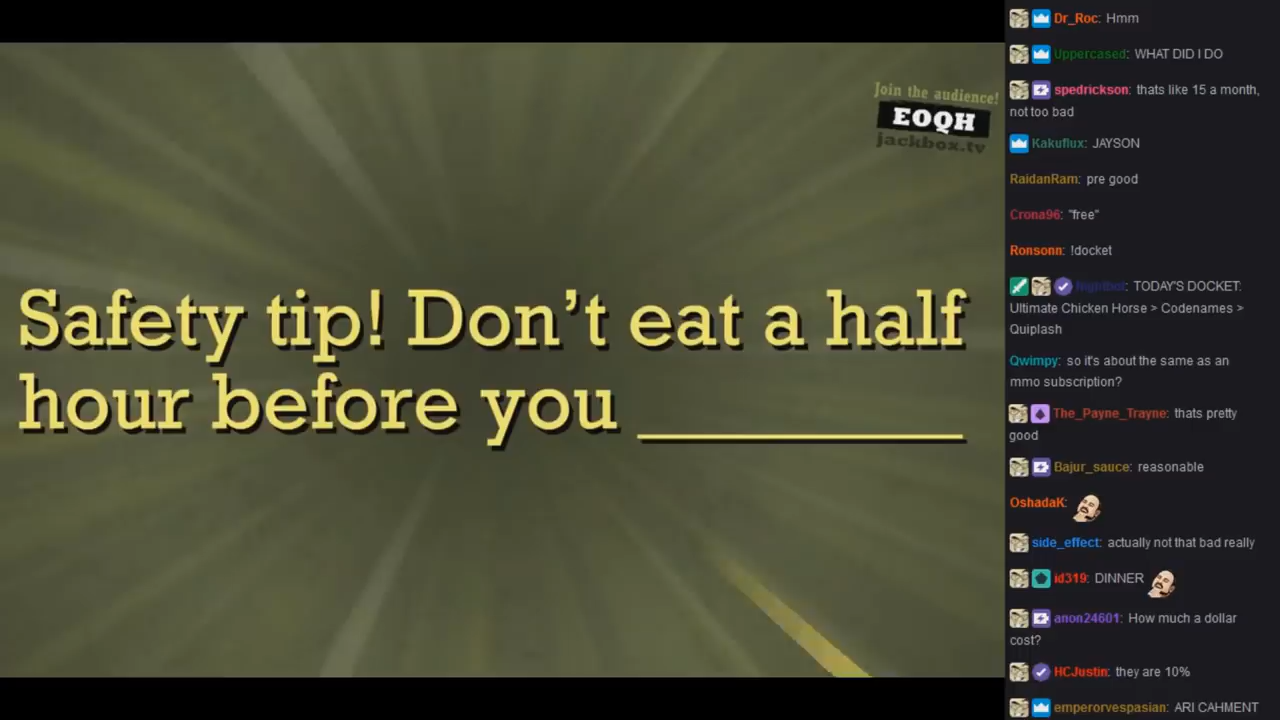 Join the audience!
EOQH
jackbox.tv
Safety tip! Don't eat a half
hour before you __________
Dr_Roc: Hmm
Uppercased: WHAT DID I DO
spedrickson: thats like 15 a month,
not too bad
Kakuflux: JAYSON
RaidanRam: pre good
Crona96: "free"
Ronsonn: !docket
Nightbot: TODAY'S DOCKET:
Ultimate Chicken Horse > Codenames >
Quiplash
Qwimpy: so it's about the same as an
mmo subscription?
The_Payne_Trayne: thats pretty
good
Bajur_sauce: reasonable
OshadaK:
side_effect: actually not that bad really
id319: DINNER
anon24601: How much a dollar
cost?
HCJustin: they are 10%
emperorvespasian: ARI CAHMENT